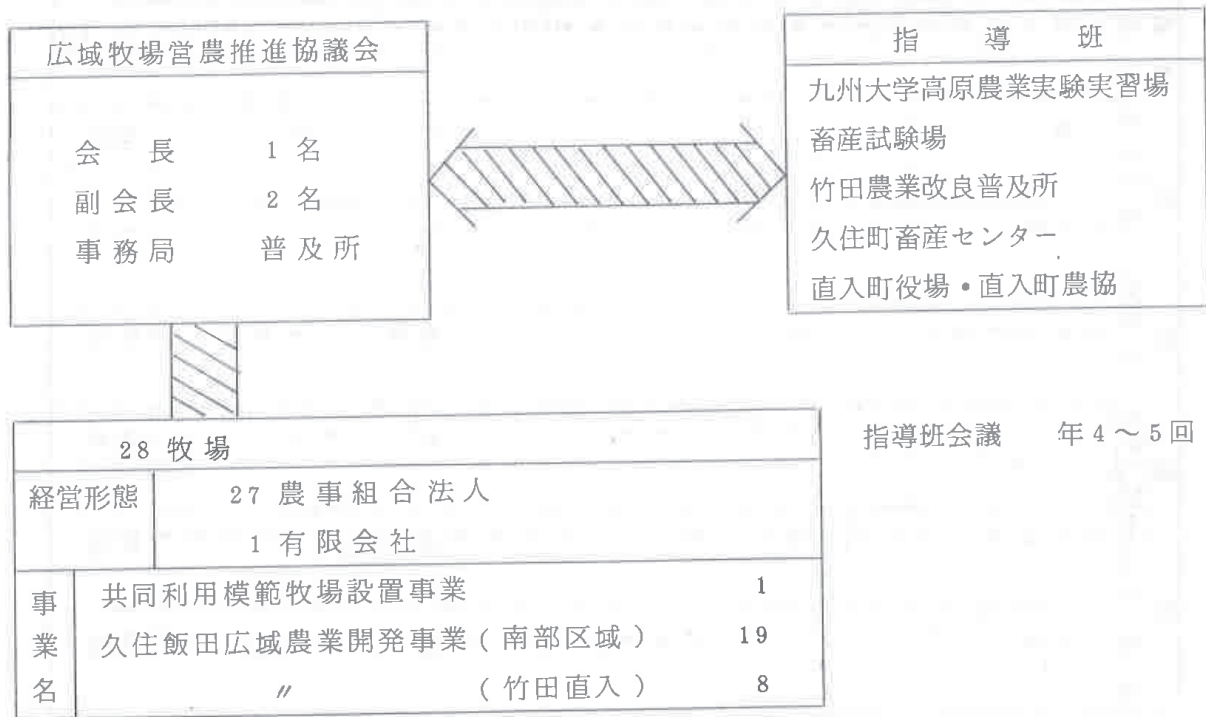 広域牧場営農推進協議会
会長 1名
副会長 2名
事務局 普及所
指導班
九州大学高原農業実験実習場
畜産試験場
竹田農業改良普及所
久住町畜産センター
直入町役場・直入町農協
28牧場
経営形態 27農事組合法人
1有限会社
事業名
共同利用模範牧場設置事業 1
久住飯田広域農業開発事業(南部区域) 19
〃 (竹田直入) 8
指導班会議 年4~5回